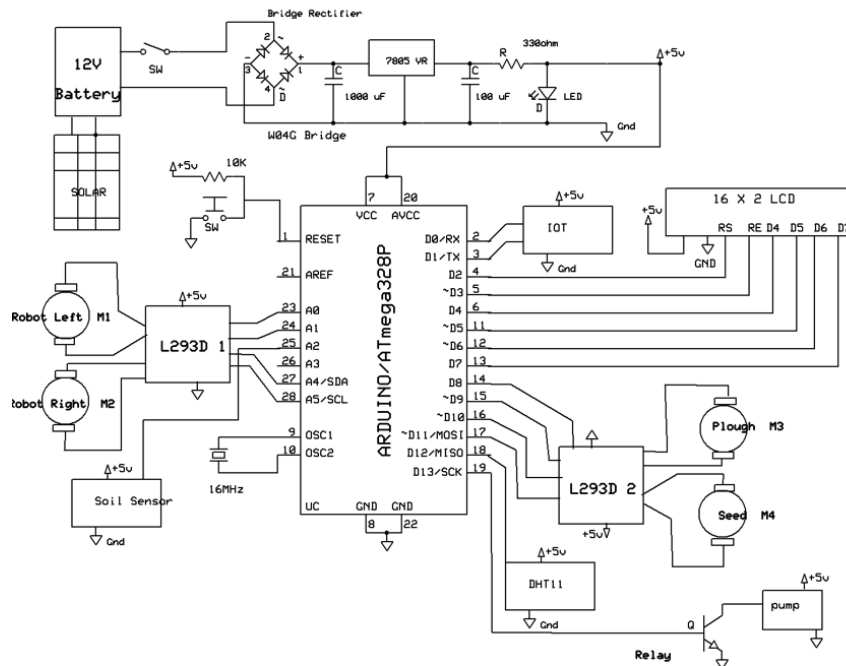 Bridge Rectifier
12V
Battery
SW
2
~
-
3
+
1
4
~
D
W04G Bridge
C
1000 uF
7805 VR
C
100 uF
R
330ohm
D
LED
+5v
Gnd
SOLAR
+5v
10K
SW
7
20
VCC
AVCC
1
RESET
21
AREF
23
A0
24
A1
25
A2
26
A3
27
A4/SDA
28
A5/SCL
9
OSC1
10
OSC2
UC
GND
GND
8
22
ARDUINO/ATmega328P
D0/RX
2
D1/TX
3
D2
4
~D3
5
D4
6
~D5
11
~D6
12
D7
13
D8
14
~D9
15
~D10
16
~D11/MOSI
17
D12/MISO
18
D13/SCK
19
+5v
IOT
Gnd
16 X 2 LCD
+5v
GND
RS
RE
D4
D5
D6
D7
Robot Left
M1
+5v
L293D 1
Robot Right
M2
+5v
Soil Sensor
Gnd
16MHz
Plough
M3
L293D 2
+5v
Seed
M4
+5v
DHT11
Gnd
Q
Relay
+5v
pump